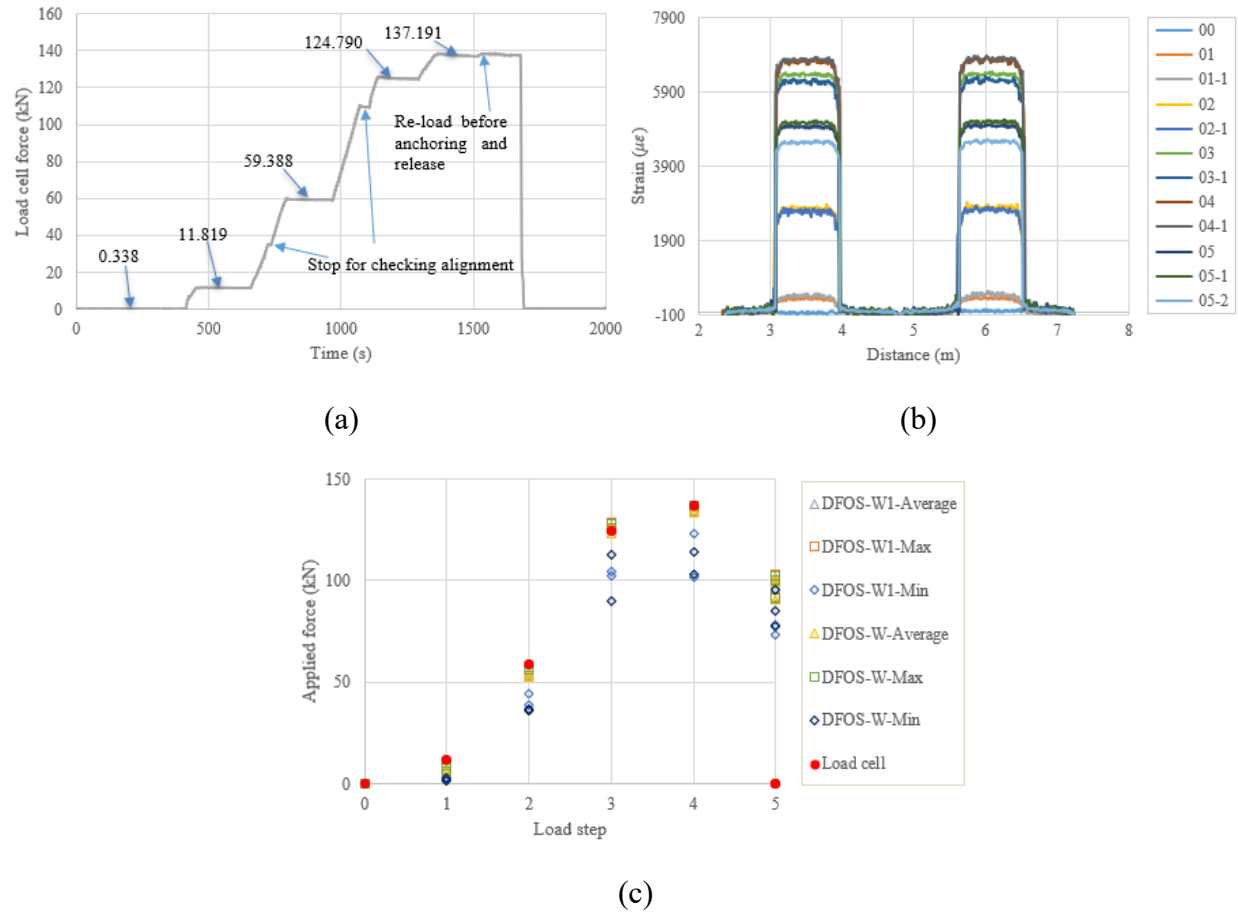 160
140
120
100
80
60
40
20
0
Load cell force (kN)
0.338
11.819
59.388
124.790
137.191
Re-load before
anchoring and
release
Stop for checking alignment
0
500
1000
1500
2000
Time (s)
(a)
7900
5900
3900
1900
-100
Strain (με)
2
3
4
5
6
7
8
Distance (m)
00
01
01-1
02
02-1
03
03-1
04
04-1
05
05-1
05-2
(b)
150
100
50
0
Applied force (kN)
0
1
2
3
4
5
Load step
DFOS-W1-Average
DFOS-W1-Max
DFOS-W1-Min
DFOS-W-Average
DFOS-W-Max
DFOS-W-Min
Load cell
(c)